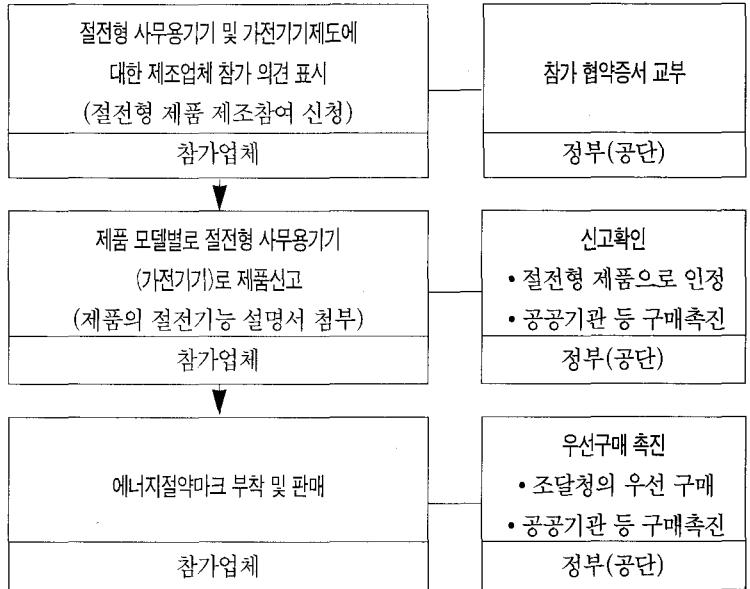 절전형 사무용기기 및 가전기기제도에
대한 제조업체 참가 의견 표시
(절전형 제품 제조참여 신청)
참가업체
참가 협약증서 교부
정부(공단)
제품 모델별로 절전형 사무용기기
(가전기기)로 제품신고
(제품의 절전기능 설명서 첨부)
참가업체
신고확인
• 절전형 제품으로 인정
• 공공기관 등 구매촉진
정부(공단)
에너지절약마크 부착 및 판매
참가업체
우선구매 촉진
• 조달청의 우선 구매
• 공공기관 등 구매촉진
정부(공단)